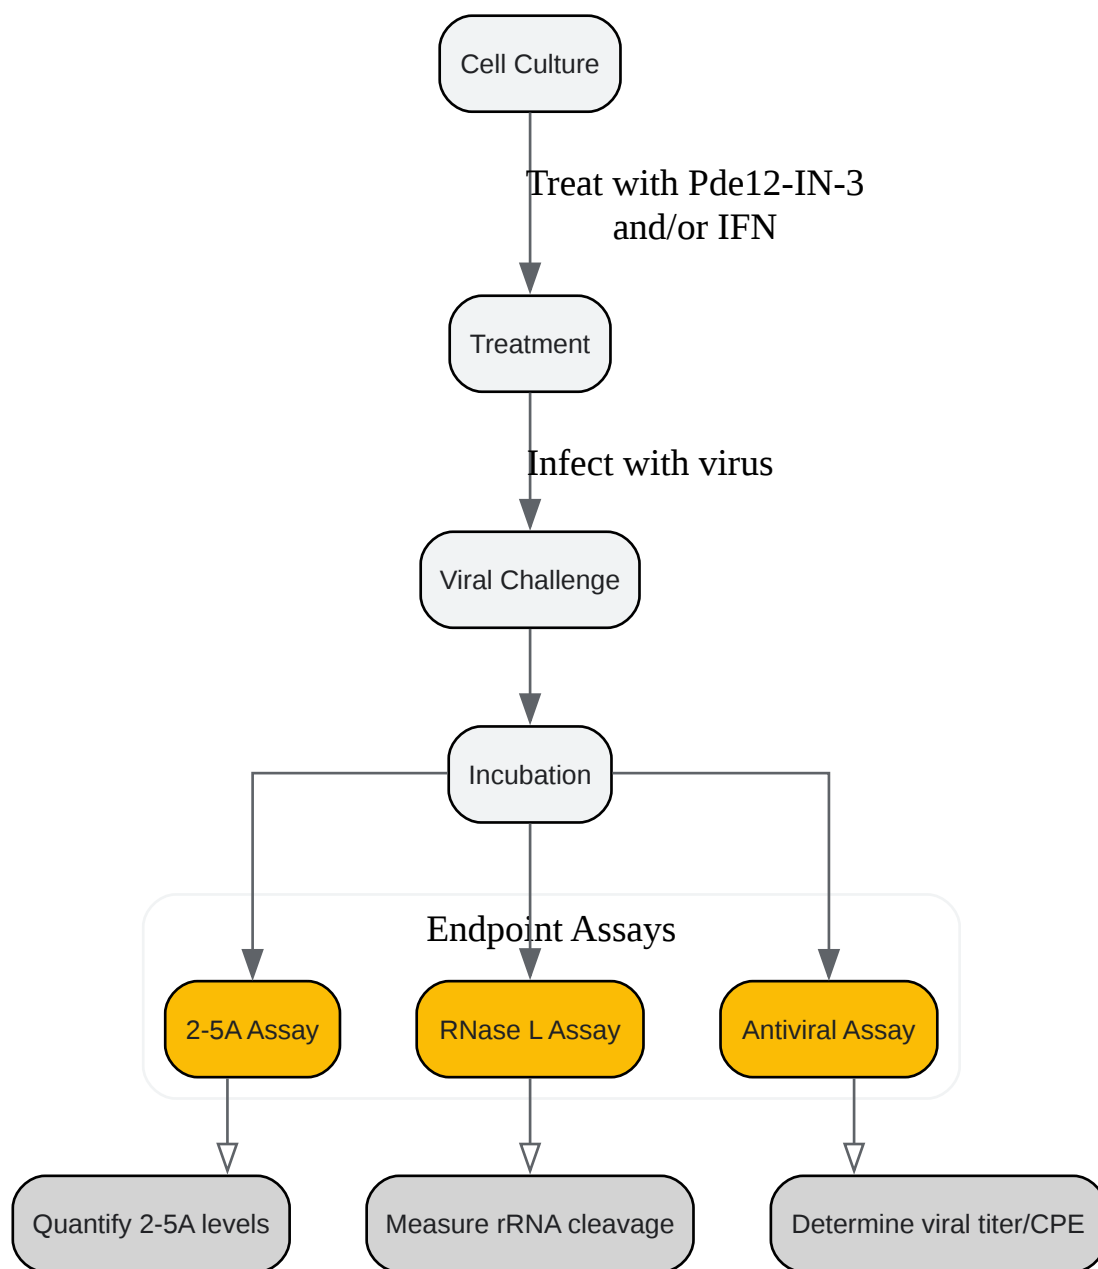 Cell Culture
Treat with Pde12-IN-3
and/or IFN
Treatment
Infect with virus
Viral Challenge
Incubation
Endpoint Assays
2-5A Assay
RNase L Assay
Antiviral Assay
Quantify 2-5A levels
Measure rRNA cleavage
Determine viral titer/CPE